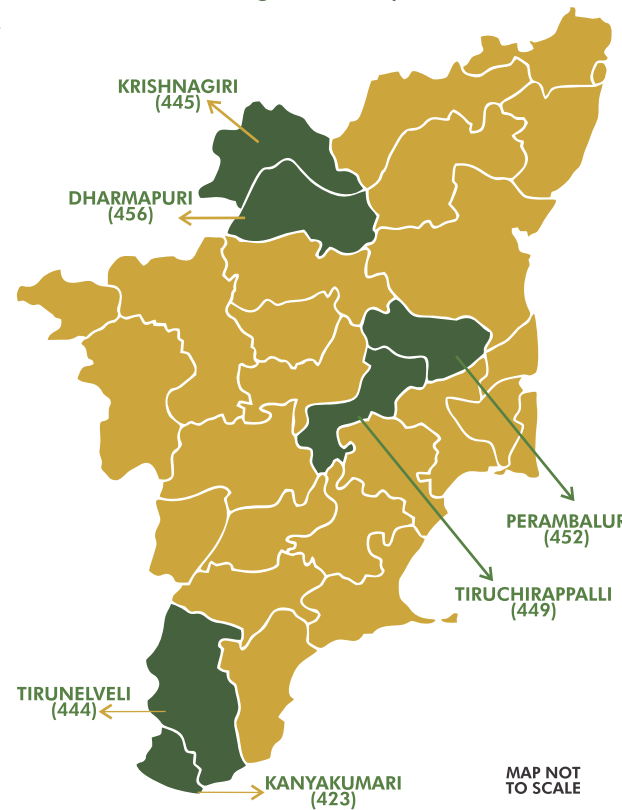 KRISHNAGIRI
(445)
DHARMAPURI
(456)
PERAMBALUR
(452)
TIRUCHIRAPPALLI
(449)
TIRUNELVELI
(444)
KANYAKUMARI
(423)
MAP NOT
TO SCALE